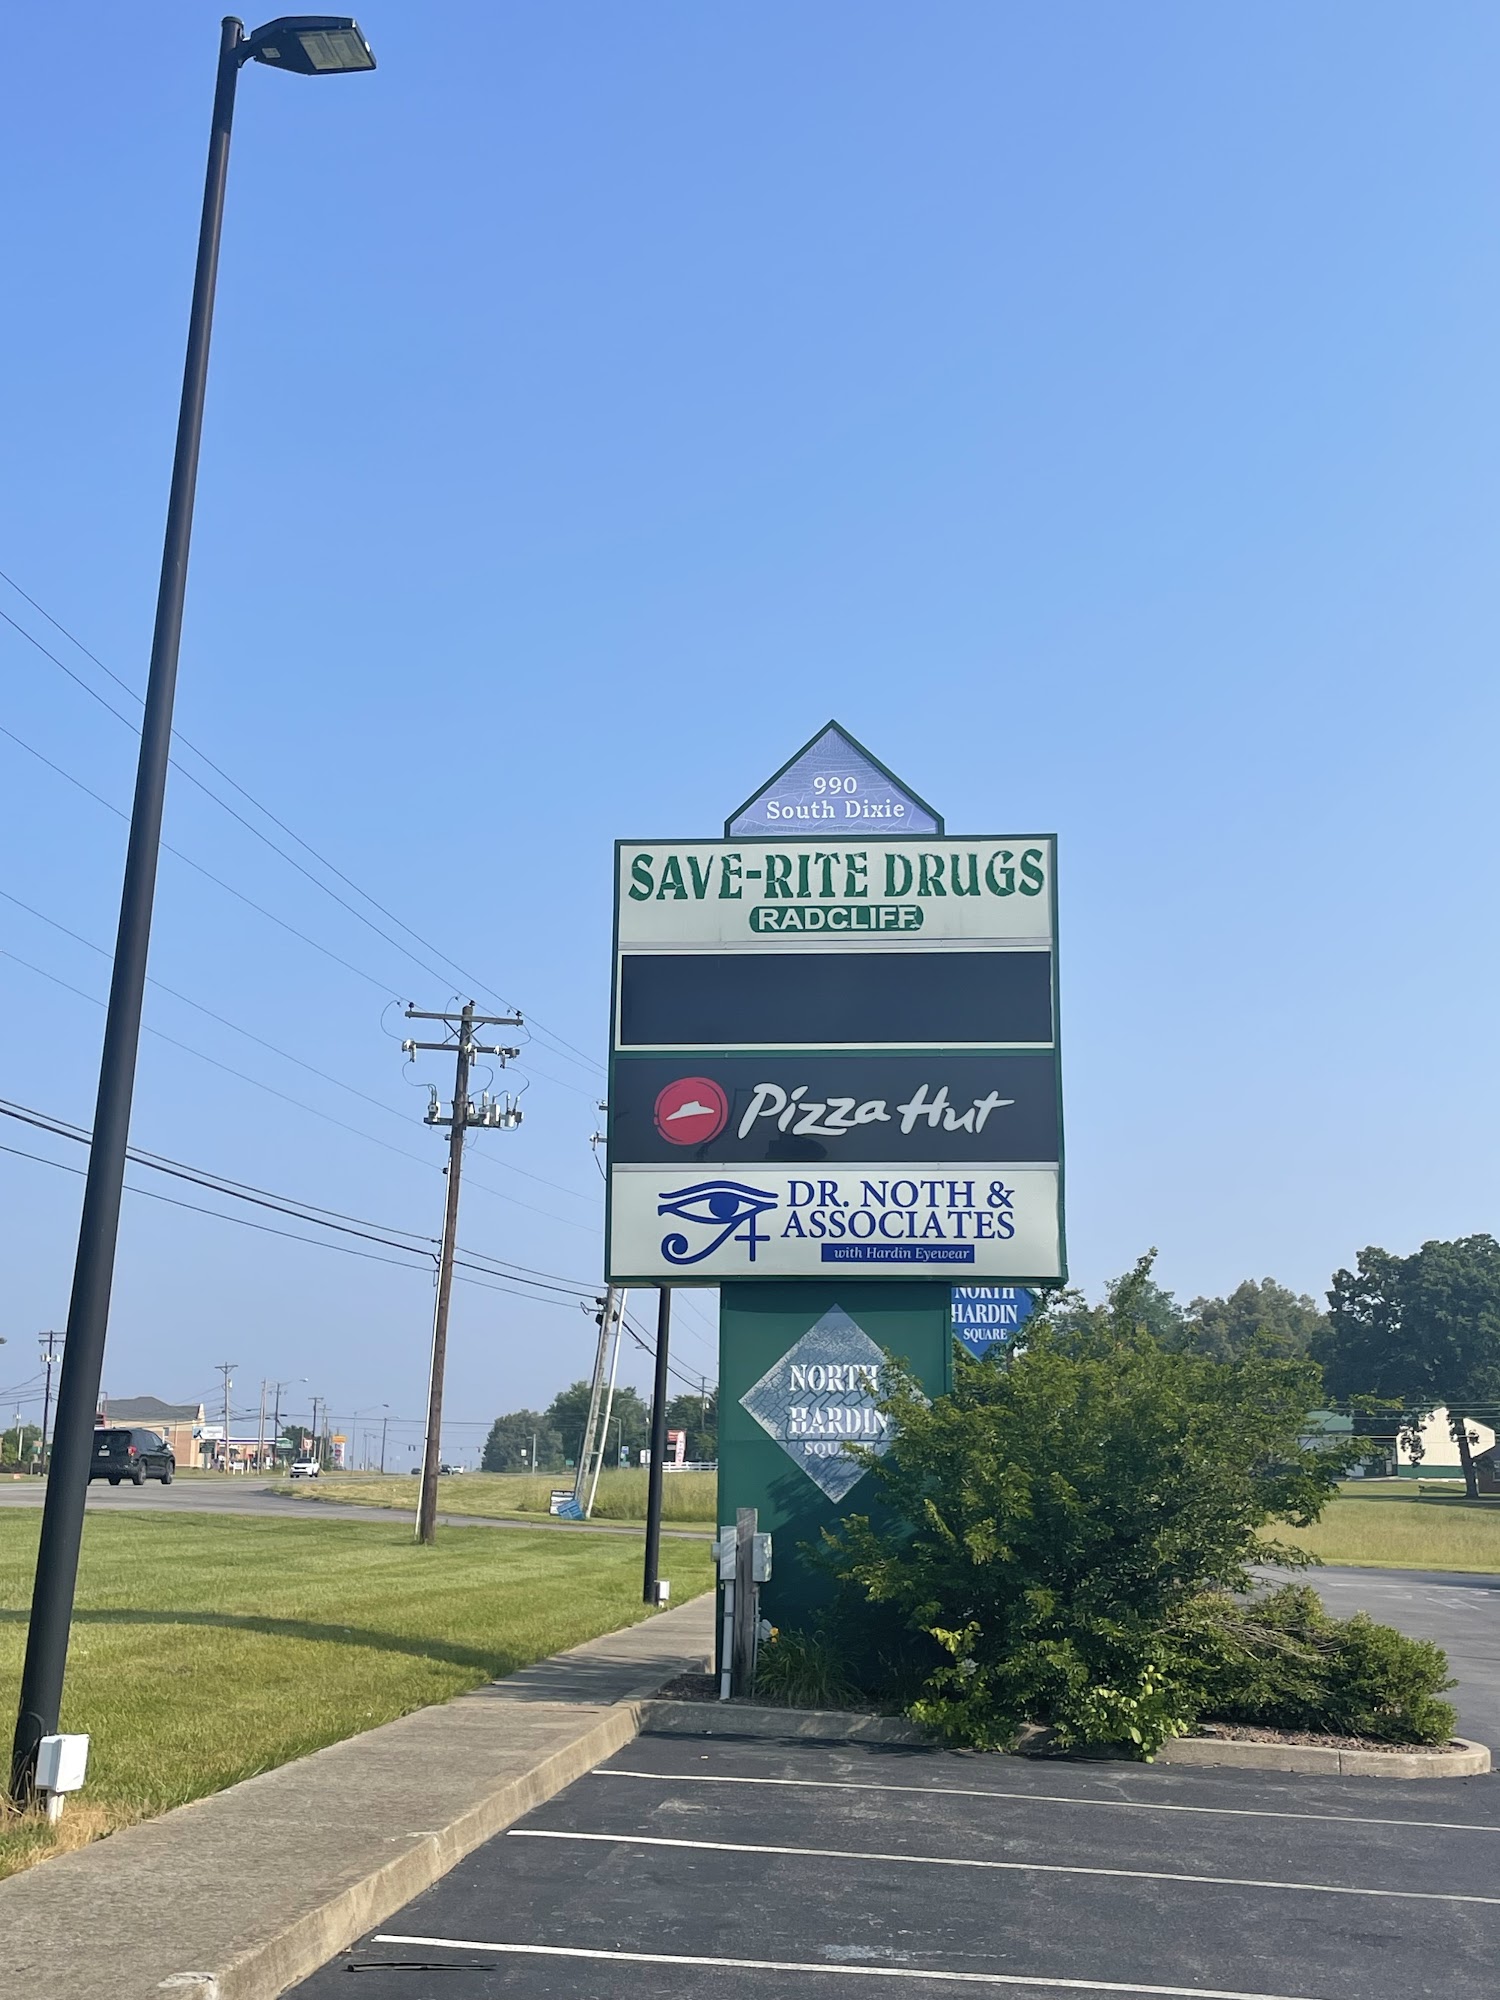 990
South Dixie
SAVE-RITE DRUGS
RADCLIFF
Pizza Hut
DR. NOTH &
ASSOCIATES
with Hardin Eyewear
NORTH
HARDIN
SQUARE
NORTH
HARDIN